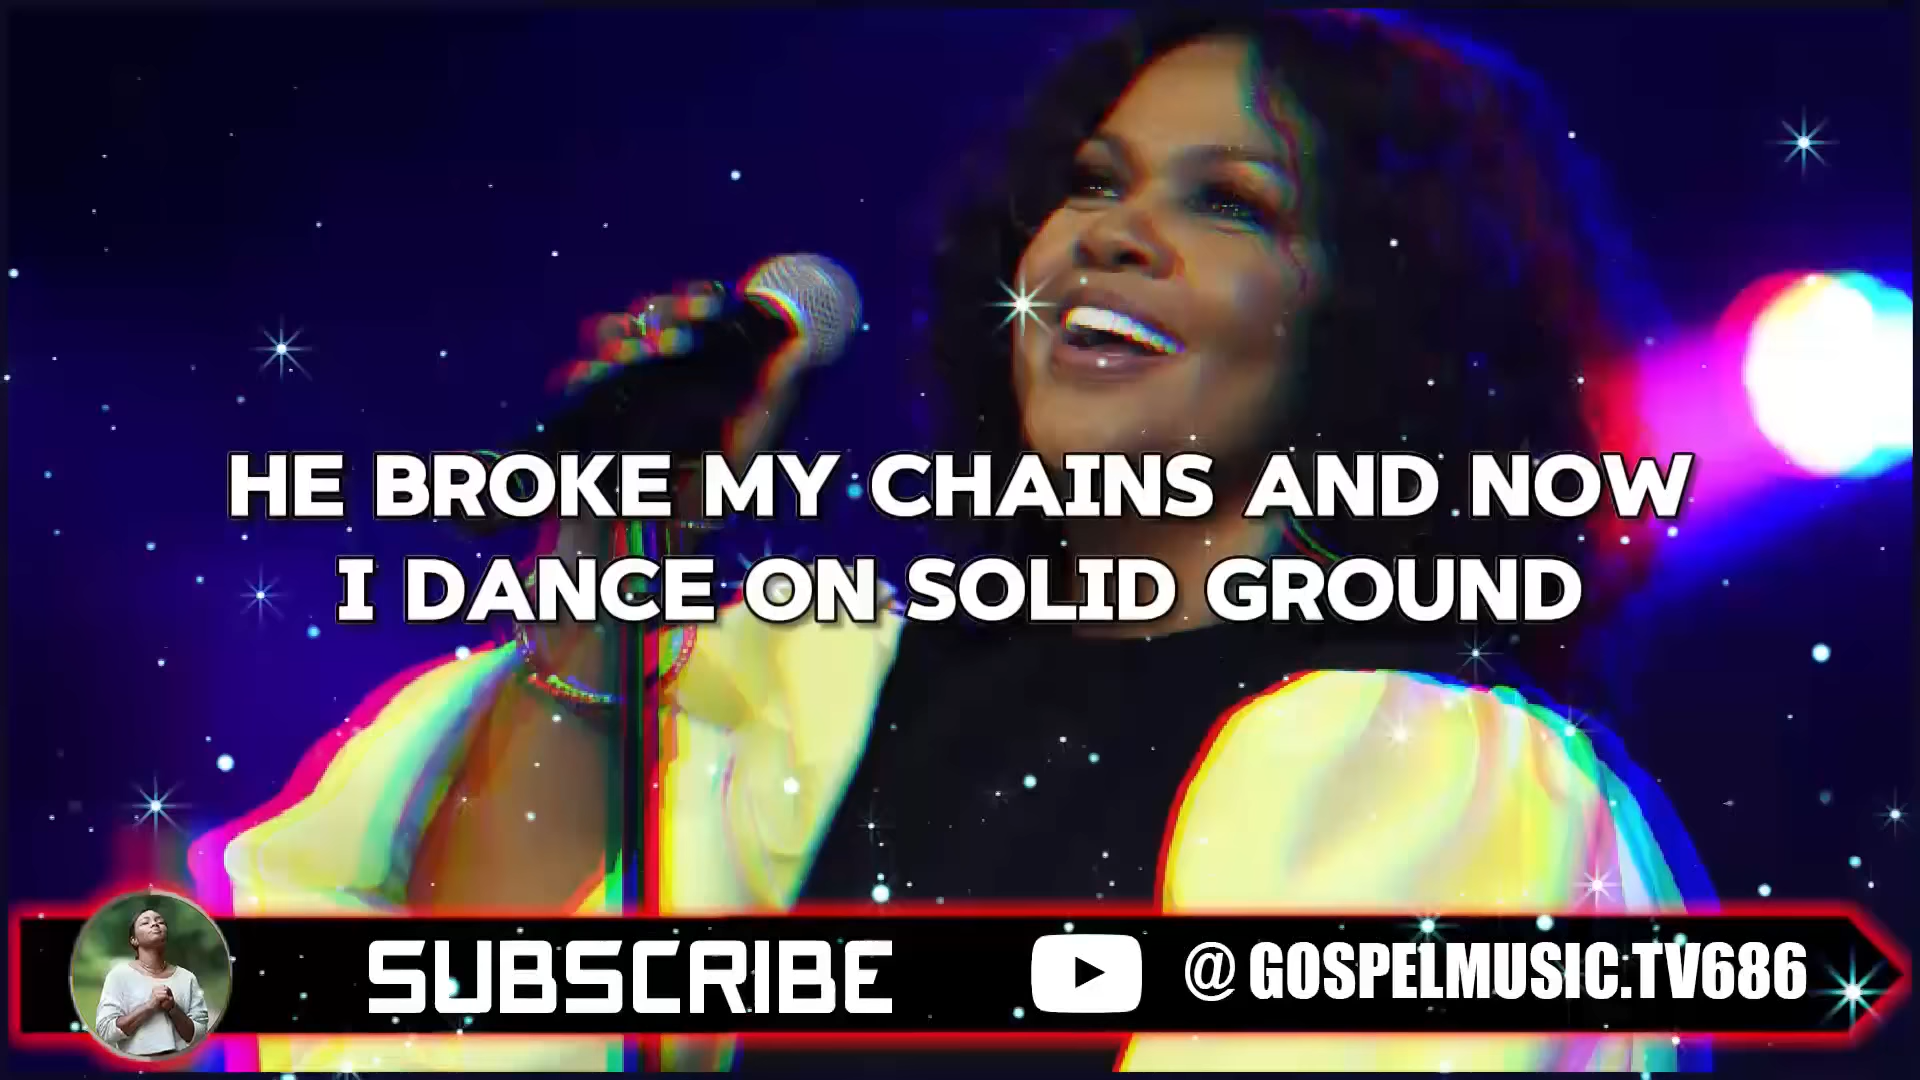 HE BROKE MY CHAINS AND NOW
I DANCE ON SOLID GROUND
SUBSCRIBE
@GOSPELMUSIC.TV686